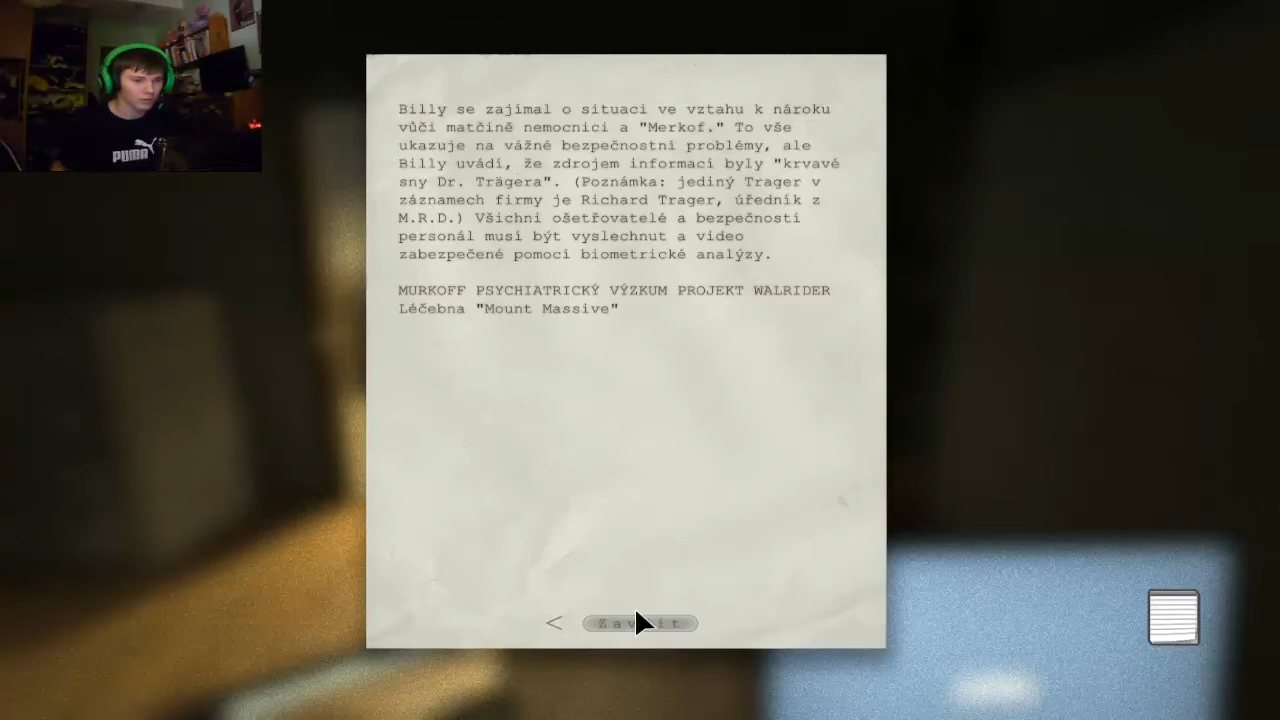 PUMA
Billy se zajímal o situaci ve vztahu k nároku
vůči matčině nemocnici a "Merkof." To vše
ukazuje na vážné bezpečnostní problémy, ale
Billy uvádí, že zdrojem informací byly "krvavé
sny Dr. Trägera". (Poznámka: jediný Trager v
záznamech firmy je Richard Trager, úředník z
M.R.D.) Všichni ošetřovatelé a bezpečností
personál musí být vyslechnut a video
zabezpečené pomocí biometrické analýzy.
MURKOFF PSYCHIATRICKÝ VÝZKUM PROJEKT WALRIDER
Léčebna "Mount Massive"
<